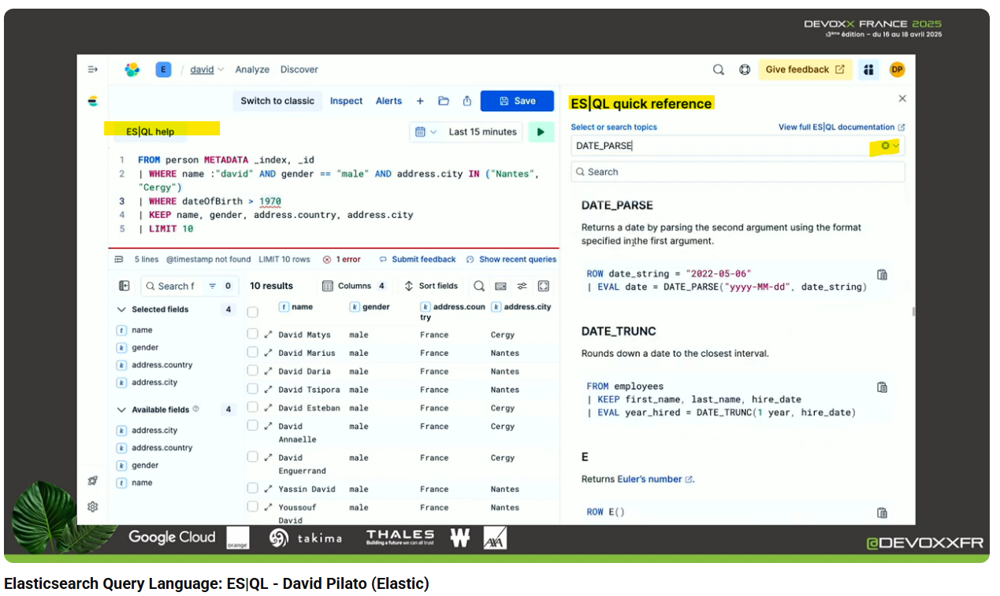 DEVOXX FRANCE 2025
13ème édition – du 16 au 18 avril 2025
E / david Analyze Discover
Give feedback
DP
Switch to classic Inspect Alerts + Save
ES|QL help
Last 15 minutes
1 FROM person METADATA _index, _id
2 | WHERE name :"david" AND gender == "male" AND address.city IN ("Nantes",
"Cergy")
3 | WHERE dateOfBirth > 1970
4 | KEEP name, gender, address.country, address.city
5 | LIMIT 10
5 lines @timestamp not found LIMIT 10 rows 1 error Submit feedback Show recent queries
Search f 0
10 results Columns 4 Sort fields
Selected fields 4
t name
k gender
k address.country
k address.city
Available fields 4
k address.city
k address.country
k gender
t name
t name k gender k address.coun k address.city
try
David Matys male France Cergy
David Marius male France Nantes
David Daria male France Nantes
David Tsipora male France Nantes
David Esteban male France Cergy
David male France Cergy
Annaelle
David male France Cergy
Enguerrand
Yassin David male France Nantes
Youssouf male France Nantes
David
ES|QL quick reference
Select or search topics View full ES|QL documentation
DATE_PARSE
Search
DATE_PARSE
Returns a date by parsing the second argument using the format
specified in the first argument.
ROW date_string = "2022-05-06"
| EVAL date = DATE_PARSE("yyyy-MM-dd", date_string)
DATE_TRUNC
Rounds down a date to the closest interval.
FROM employees
| KEEP first_name, last_name, hire_date
| EVAL year_hired = DATE_TRUNC(1 year, hire_date)
E
Returns Euler's number.
ROW E()
Google Cloud
orange
takima
THALES
Building a future we can all trust
W
AXA
@DEVOXXFR
Elasticsearch Query Language: ES|QL - David Pilato (Elastic)